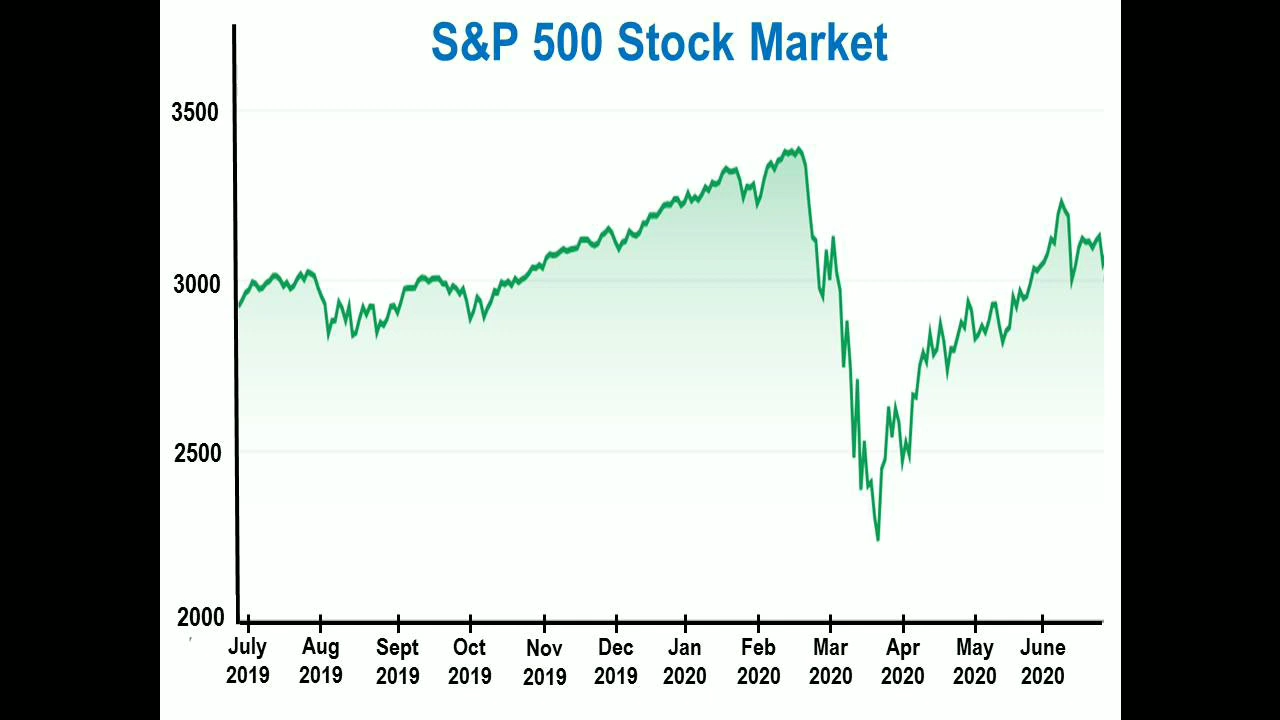 S&P 500 Stock Market
3500
3000
2500
2000
July Aug Sept Oct Nov Dec Jan Feb Mar Apr May June
2019 2019 2019 2019 2019 2019 2020 2020 2020 2020 2020 2020